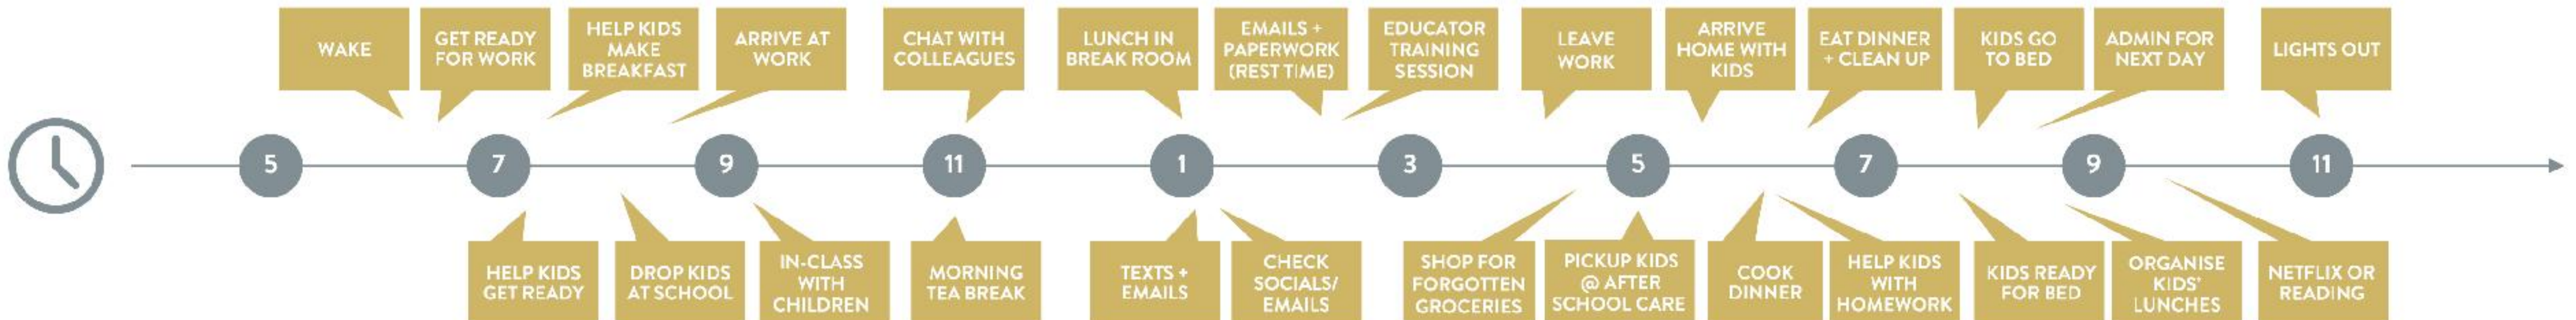 WAKE
GET READY
FOR WORK
HELP KIDS
MAKE
BREAKFAST
ARRIVE AT
WORK
CHAT WITH
COLLEAGUES
LUNCH IN
BREAK ROOM
EMAILS +
PAPERWORK
(REST TIME)
EDUCATOR
TRAINING
SESSION
LEAVE
WORK
ARRIVE
HOME WITH
KIDS
EAT DINNER
+ CLEAN UP
KIDS GO
TO BED
ADMIN FOR
NEXT DAY
LIGHTS OUT
5
7
9
11
1
3
5
7
9
11
HELP KIDS
GET READY
DROP KIDS
AT SCHOOL
IN-CLASS
WITH
CHILDREN
MORNING
TEA BREAK
TEXTS +
EMAILS
CHECK
SOCIALS/
EMAILS
SHOP FOR
FORGOTTEN
GROCERIES
PICKUP KIDS
@ AFTER
SCHOOL CARE
COOK
DINNER
HELP KIDS
WITH
HOMEWORK
KIDS READY
FOR BED
ORGANISE
KIDS'
LUNCHES
NETFLIX OR
READING